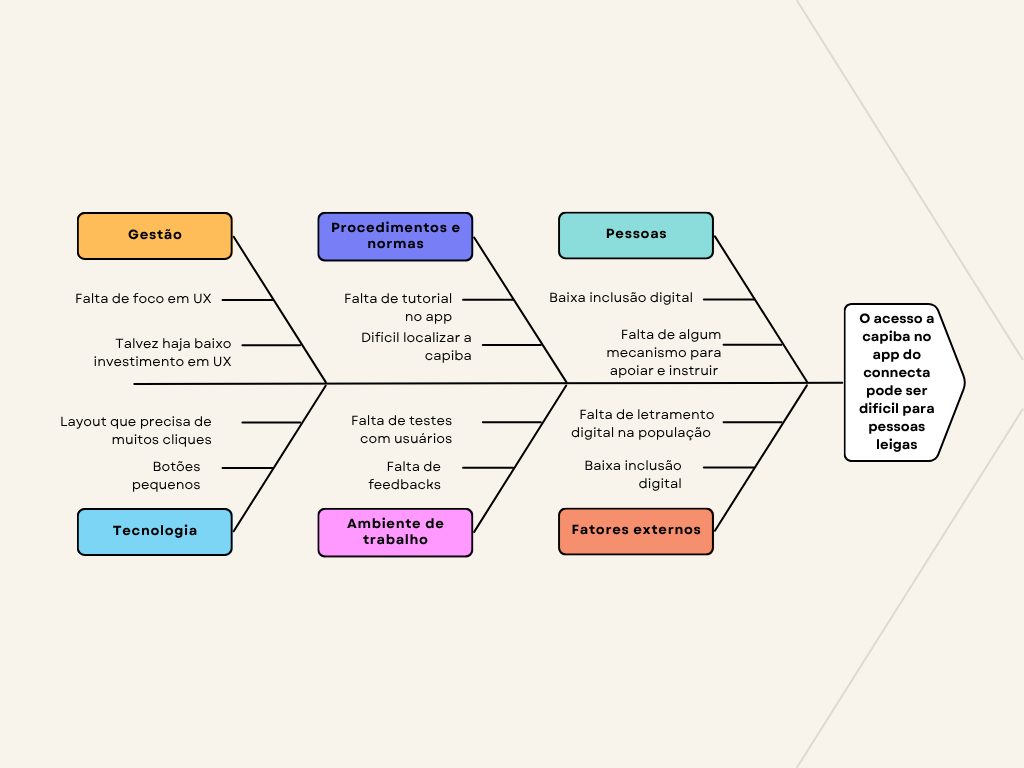 Gestão
Procedimentos e
normas
Pessoas
Falta de foco em UX
Talvez haja baixo
investimento em UX
Falta de tutorial
no app
Dificil localizar a
capiba
Baixa inclusão digital
Falta de algum
mecanismo para
apoiar e instruir
O acesso a
capiba no
app do
connecta
pode ser
difícil para
pessoas
leigas
Layout que precisa de
muitos cliques
Botões
pequenos
Falta de testes
com usuários
Falta de
feedbacks
Falta de letramento
digital na população
Baixa inclusão
digital
Tecnologia
Ambiente de
trabalho
Fatores externos